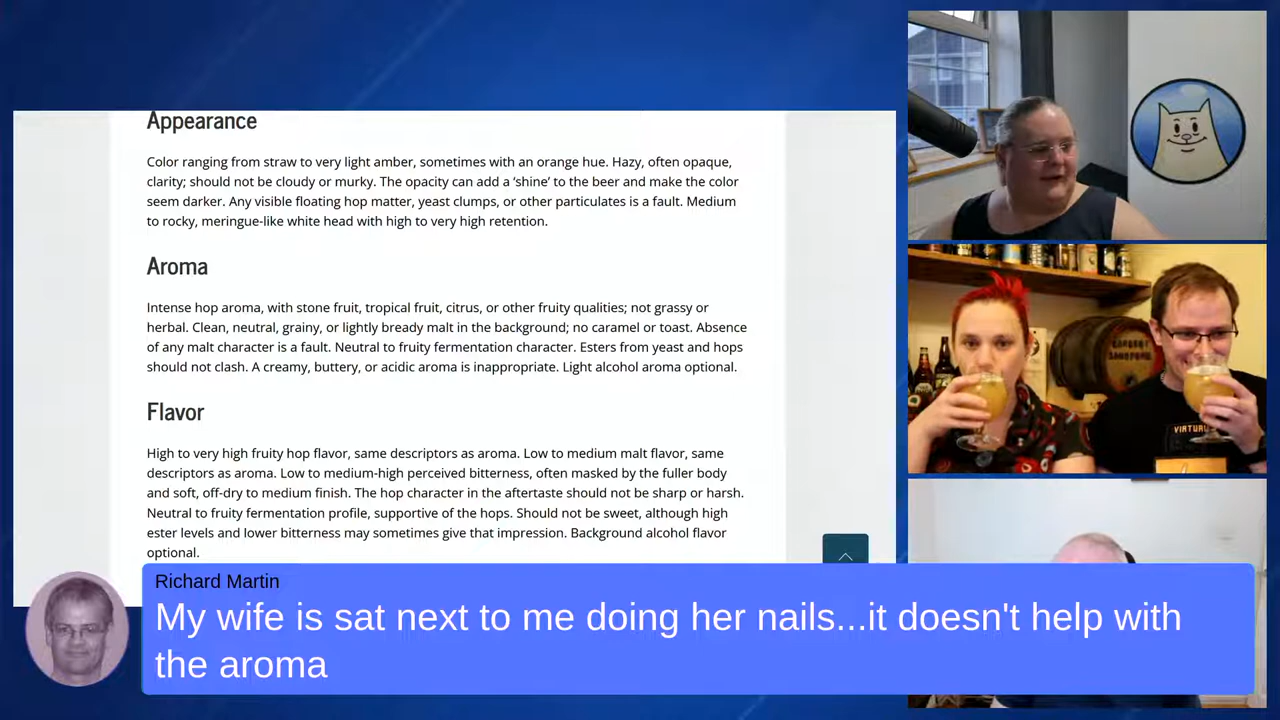 Appearance
Color ranging from straw to very light amber, sometimes with an orange hue. Hazy, often opaque,
clarity; should not be cloudy or murky. The opacity can add a ‘shine’ to the beer and make the color
seem darker. Any visible floating hop matter, yeast clumps, or other particulates is a fault. Medium
to rocky, meringue-like white head with high to very high retention.
Aroma
Intense hop aroma, with stone fruit, tropical fruit, citrus, or other fruity qualities; not grassy or
herbal. Clean, neutral, grainy, or lightly bready malt in the background; no caramel or toast. Absence
of any malt character is a fault. Neutral to fruity fermentation character. Esters from yeast and hops
should not clash. A creamy, buttery, or acidic aroma is inappropriate. Light alcohol aroma optional.
Flavor
High to very high fruity hop flavor, same descriptors as aroma. Low to medium malt flavor, same
descriptors as aroma. Low to medium-high perceived bitterness, often masked by the fuller body
and soft, off-dry to medium finish. The hop character in the aftertaste should not be sharp or harsh.
Neutral to fruity fermentation profile, supportive of the hops. Should not be sweet, although high
ester levels and lower bitterness may sometimes give that impression. Background alcohol flavor
optional.
Richard Martin
My wife is sat next to me doing her nails...it doesn't help with
the aroma